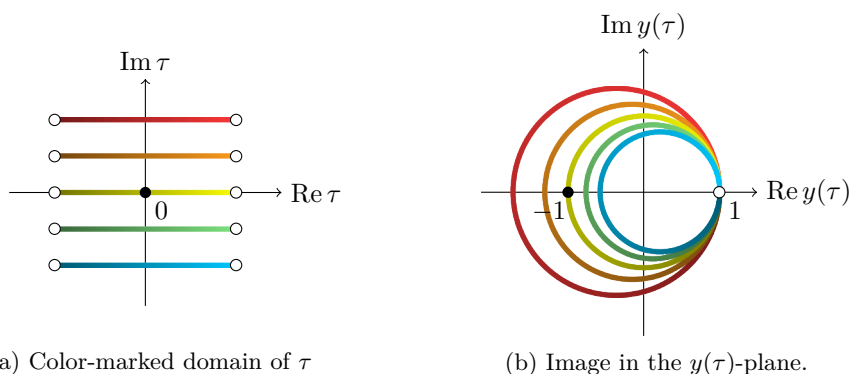 Im τ
Re τ
0
a) Color-marked domain of τ
Im y(τ)
Re y(τ)
−1
1
(b) Image in the y(τ)-plane.